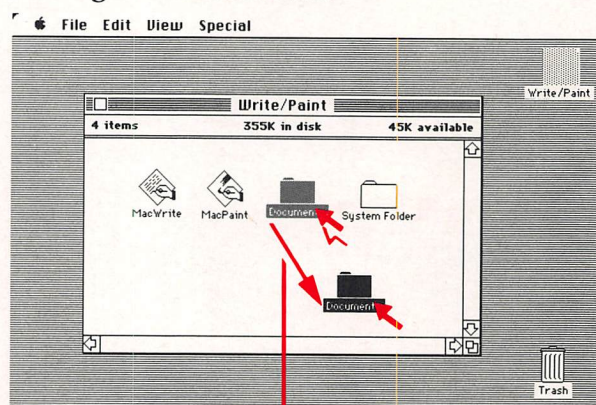 File Edit View Special
Write/Paint
Write/Paint
4 items 355K in disk 45K available
MacWrite MacPaint Document System Folder
Document
Trash